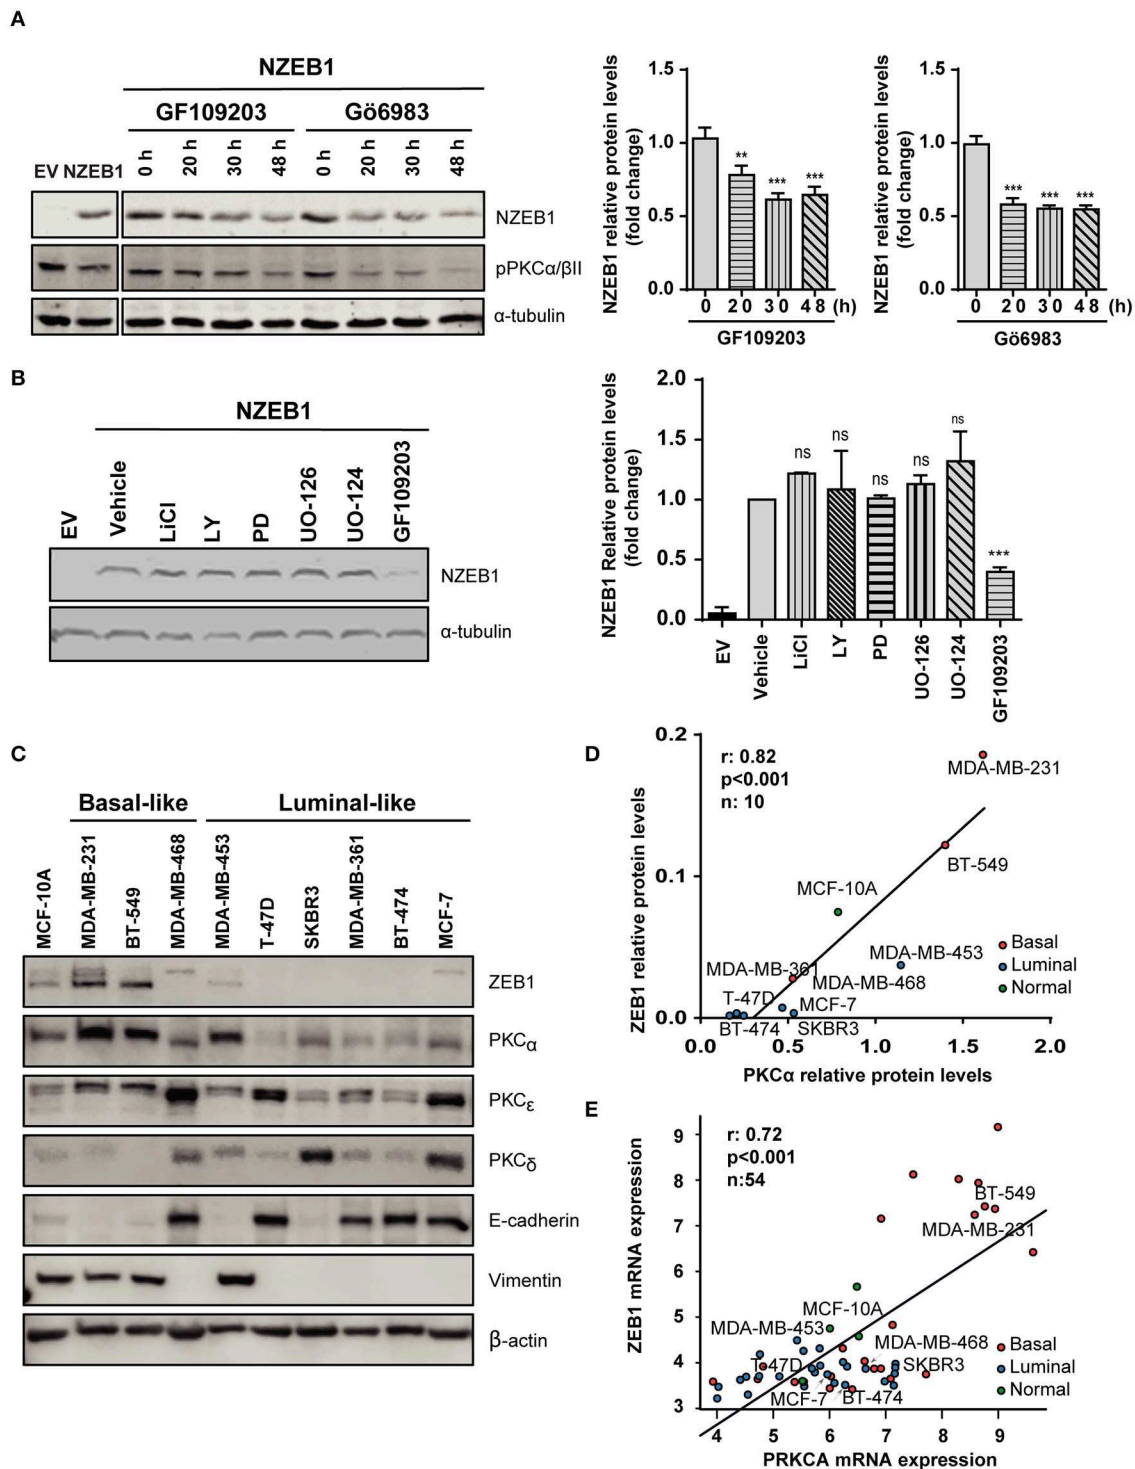 A
NZEB1
GF109203 Gö6983
EV NZEB1 0 h 20 h 30 h 48 h 0 h 20 h 30 h 48 h
NZEB1
pPKCα/βII
α-tubulin
NZEB1 relative protein levels
(fold change)
1.5
1.0
0.5
0.0
0 20 30 48 (h)
GF109203
NZEB1 relative protein levels
(fold change)
1.5
1.0
0.5
0.0
** *** ***
*** *** ***
0 20 30 48 (h)
Gö6983
B
NZEB1
EV Vehicle LiCl LY PD UO-126 UO-124 GF109203
NZEB1
α-tubulin
NZEB1 Relative protein levels
(fold change)
2.0
1.5
1.0
0.5
0.0
ns ns ns ns ns ***
EV Vehicle LiCl LY PD UO-126 UO-124 GF109203
C
Basal-like Luminal-like
MCF-10A MDA-MB-231 BT-549 MDA-MB-468 MDA-MB-453 T-47D SKBR3 MDA-MB-361 BT-474 MCF-7
ZEB1
PKCα
PKCε
PKCδ
E-cadherin
Vimentin
β-actin
D
ZEB1 relative protein levels
0.2
0.1
0.0
r: 0.82
p<0.001
n: 10
MDA-MB-231
BT-549
MCF-10A
MDA-MB-453
MDA-MB-361
MDA-MB-468
T-47D
MCF-7
BT-474 SKBR3
Basal
Luminal
Normal
0.0 0.5 1.0 1.5 2.0
PKCα relative protein levels
E
ZEB1 mRNA expression
9
8
7
6
5
4
3
r: 0.72
p<0.001
n:54
BT-549
MDA-MB-231
MCF-10A
MDA-MB-453
MDA-MB-468
T-47D
SKBR3
MCF-7 BT-474
Basal
Luminal
Normal
4 5 6 7 8 9
PRKCA mRNA expression